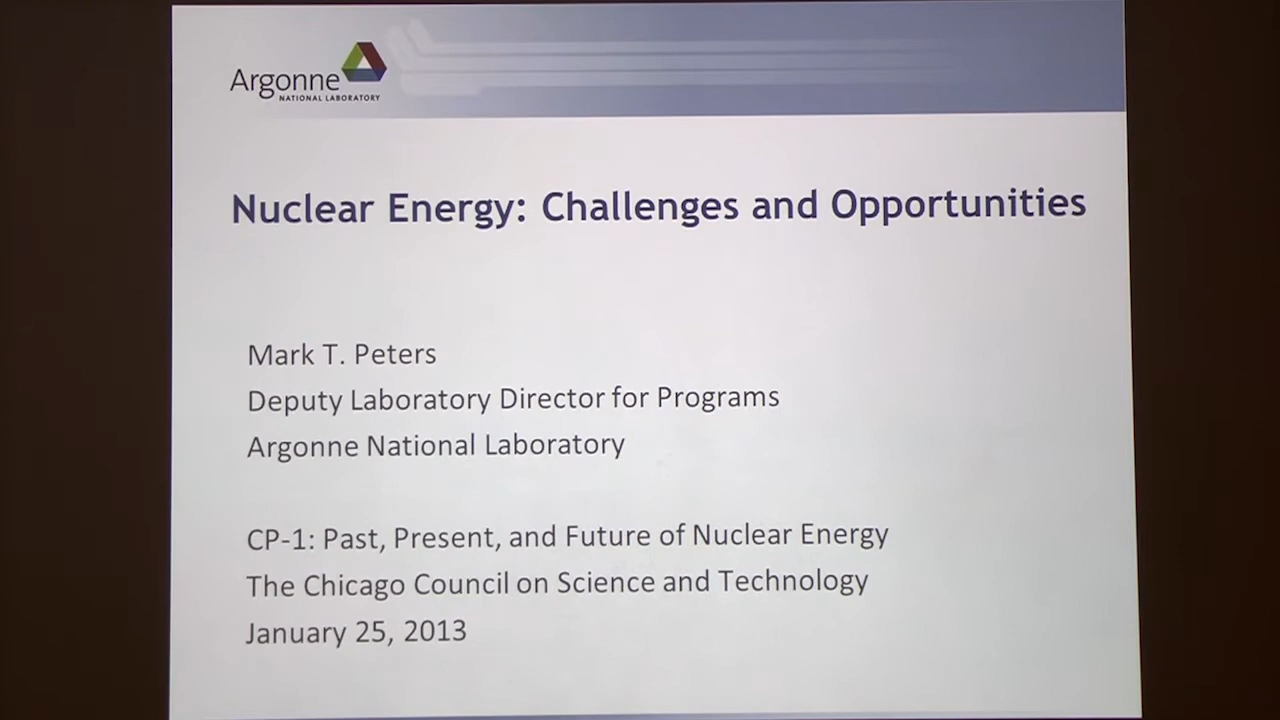 Argonne
NATIONAL LABORATORY
Nuclear Energy: Challenges and Opportunities
Mark T. Peters
Deputy Laboratory Director for Programs
Argonne National Laboratory
CP-1: Past, Present, and Future of Nuclear Energy
The Chicago Council on Science and Technology
January 25, 2013